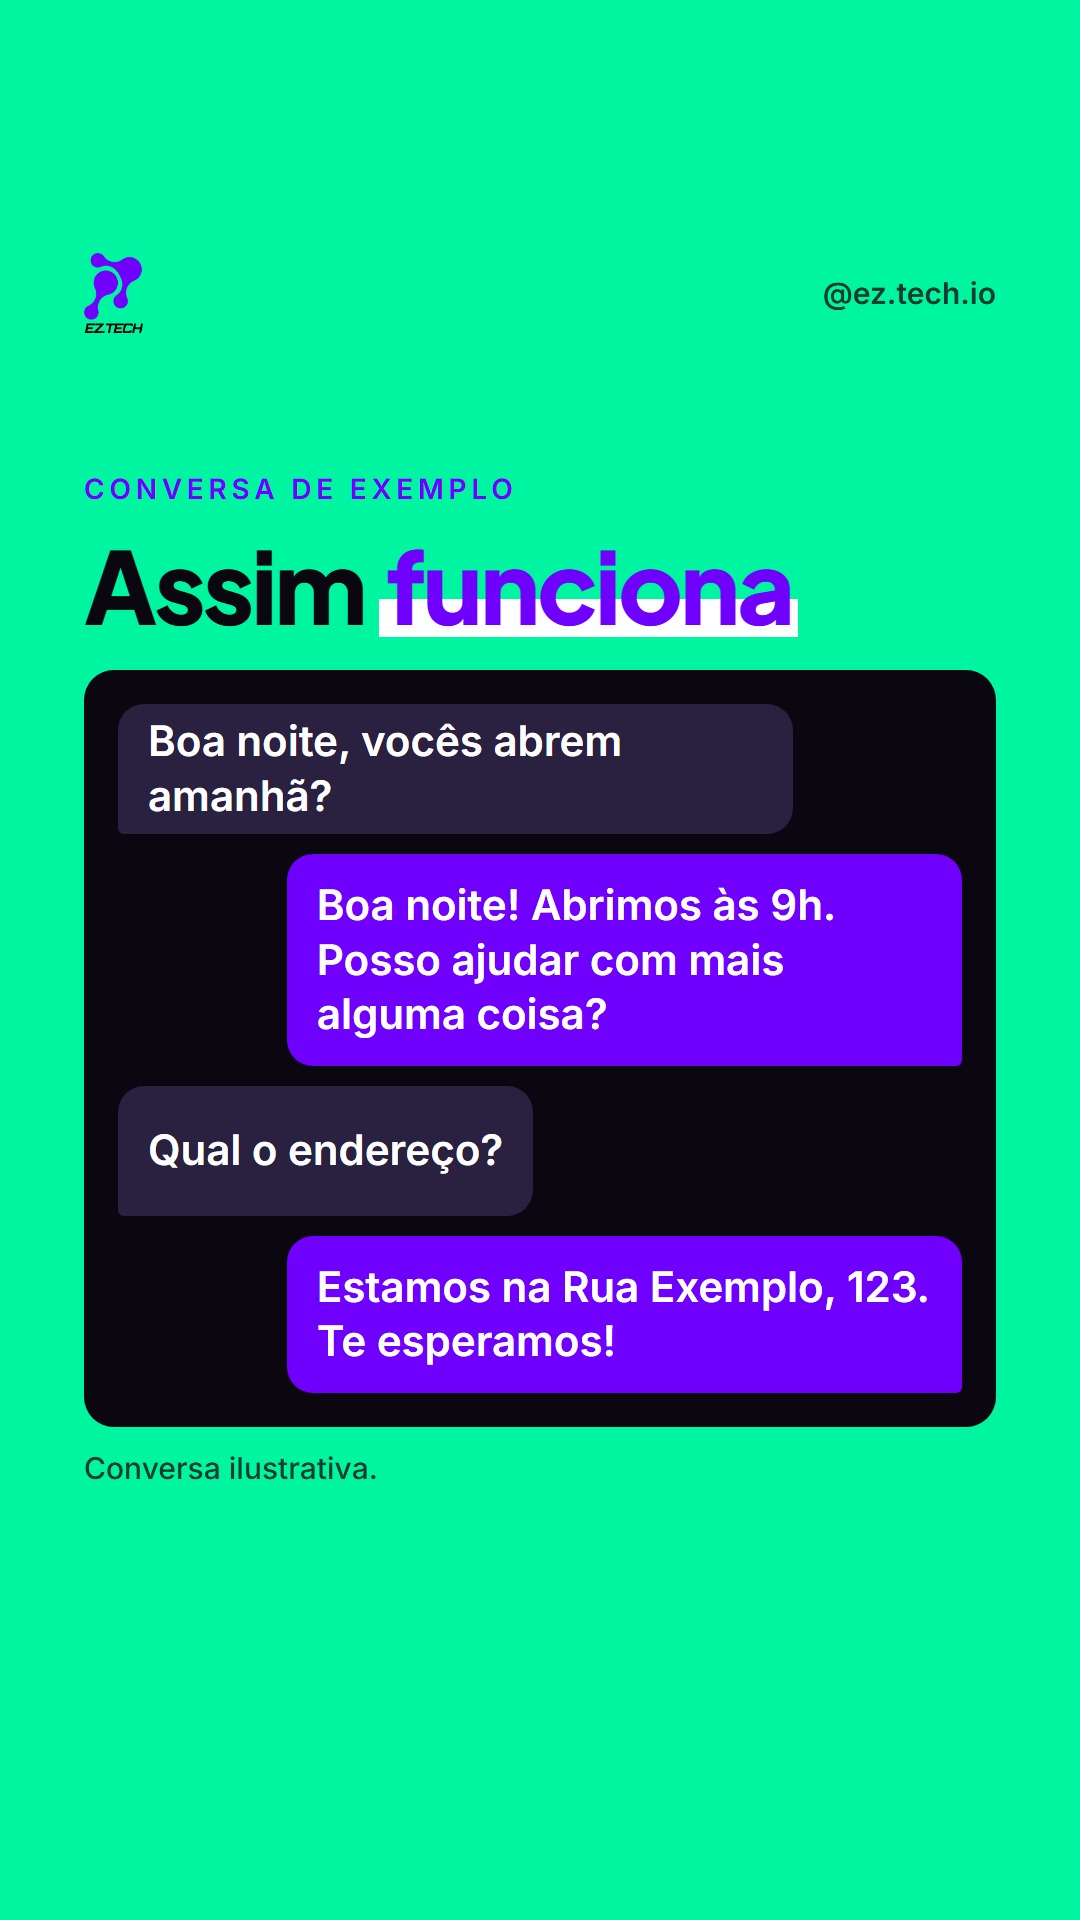 EZ.TECH
@ez.tech.io
CONVERSA DE EXEMPLO
Assim funciona
Boa noite, vocês abrem
amanhã?
Boa noite! Abrimos às 9h.
Posso ajudar com mais
alguma coisa?
Qual o endereço?
Estamos na Rua Exemplo, 123.
Te esperamos!
Conversa ilustrativa.